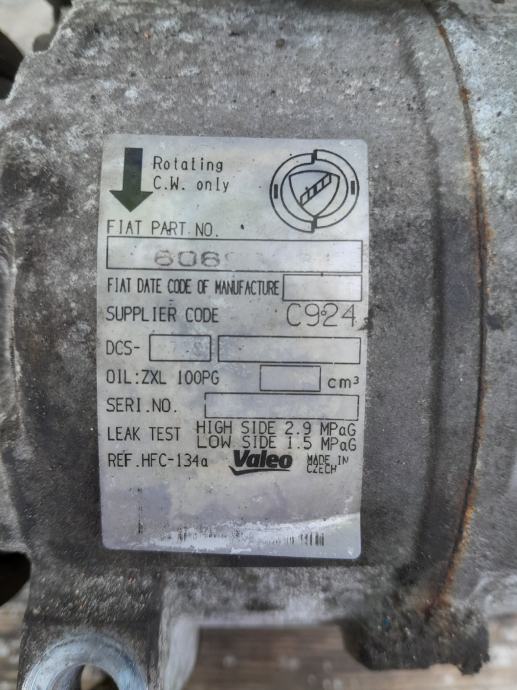 Rotating
C.W. only
FIAT PART NO.
FIAT DATE CODE OF MANUFACTURE
SUPPLIER CODE C924
DCS-
OIL:ZXL 100PG cm³
SERI.NO.
LEAK TEST HIGH SIDE 2.9 MPaG
LOW SIDE 1.5 MPaG
REF.HFC-134a Valeo MADE IN
CZECH